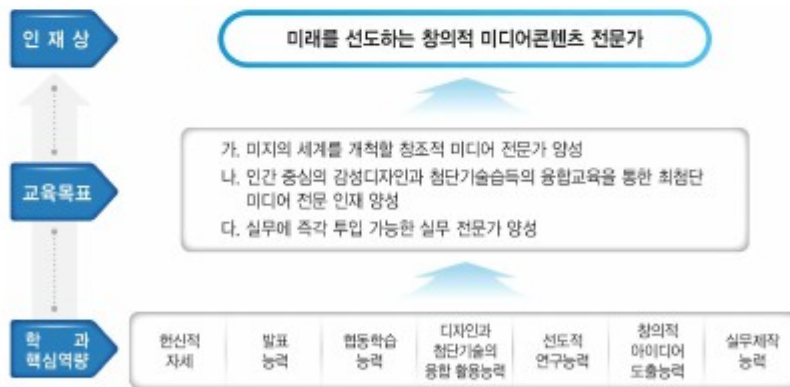 인 재 상
미래를 선도하는 창의적 미디어콘텐츠 전문가
교육목표
가. 미지의 세계를 개척할 창조적 미디어 전문가 양성
나. 인간 중심의 감성디자인과 첨단기술습득의 융합교육을 통한 최첨단
미디어 전문 인재 양성
다. 실무에 즉각 투입 가능한 실무 전문가 양성
학 과
핵심역량
헌신적
자세
발표
능력
협동학습
능력
디자인과
첨단기술의
융합 활용능력
선도적
연구능력
창의적
아이디어
도출능력
실무제작
능력